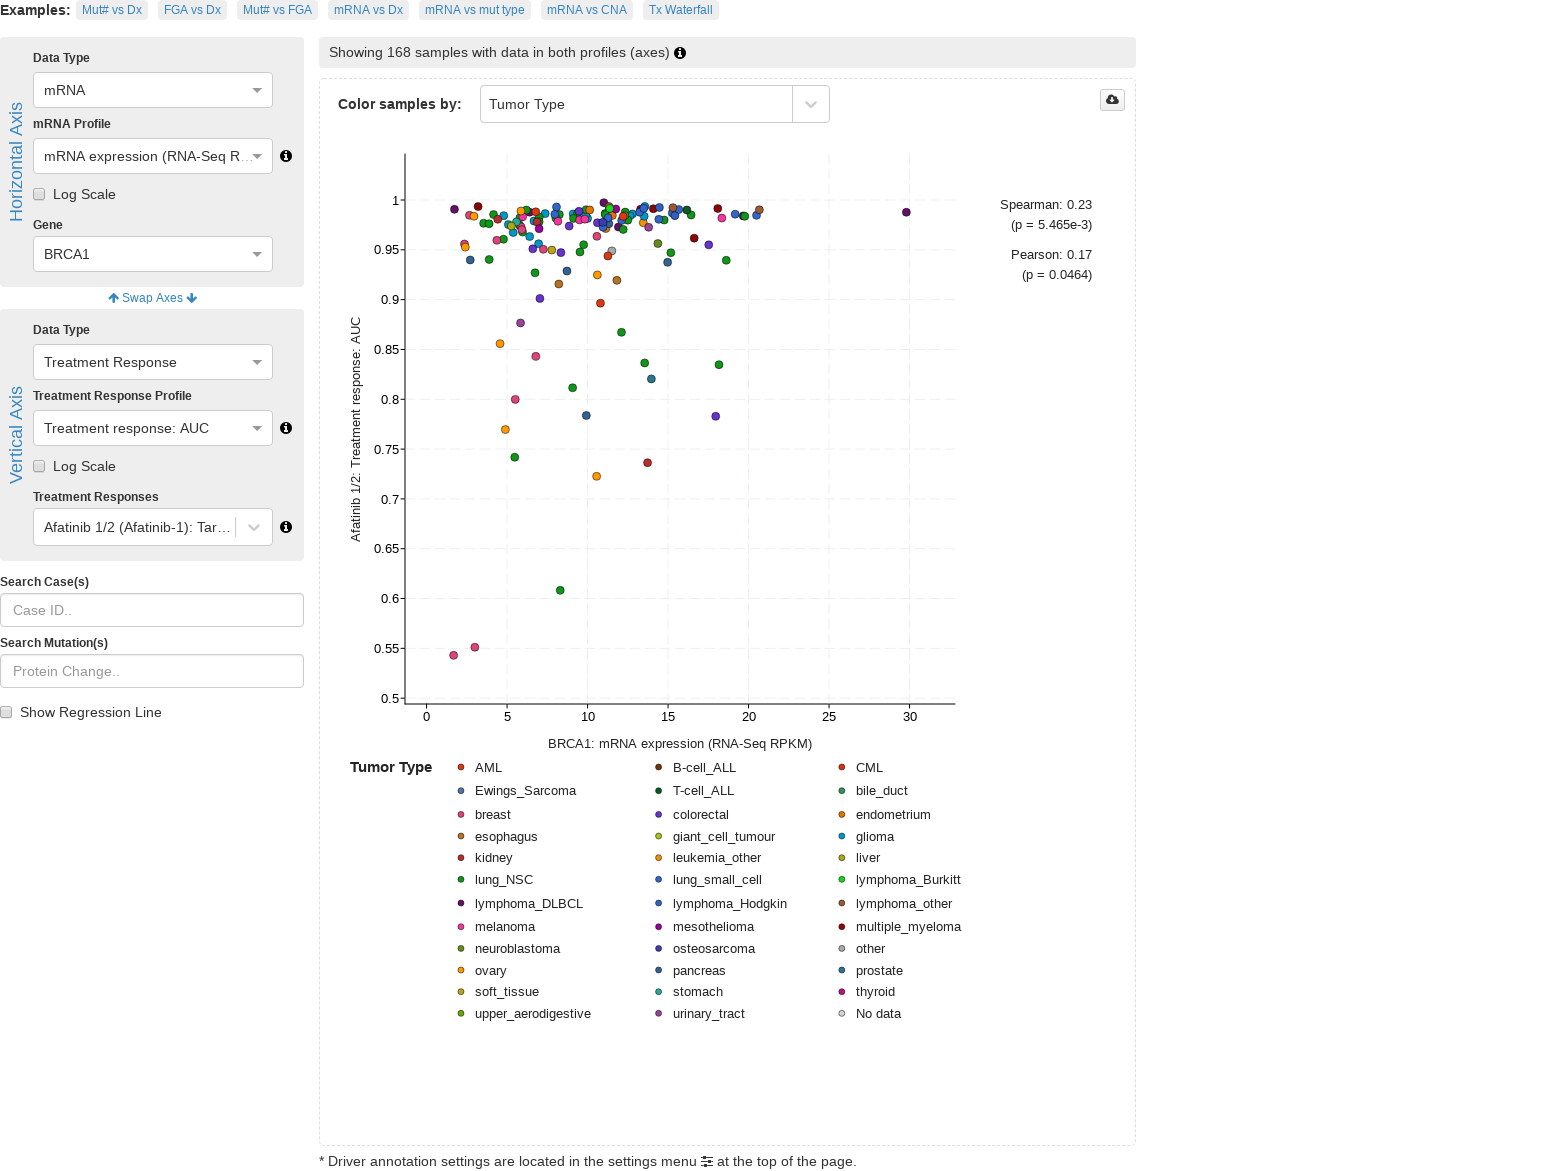 Examples: Mut# vs Dx FGA vs Dx Mut# vs FGA mRNA vs Dx mRNA vs mut type mRNA vs CNA Tx Waterfall
Horizontal Axis
Data Type
mRNA
mRNA Profile
mRNA expression (RNA-Seq R...
Log Scale
Gene
BRCA1
Swap Axes
Vertical Axis
Data Type
Treatment Response
Treatment Response Profile
Treatment response: AUC
Log Scale
Treatment Responses
Afatinib 1/2 (Afatinib-1): Tar...
Search Case(s)
Case ID..
Search Mutation(s)
Protein Change..
Show Regression Line
Showing 168 samples with data in both profiles (axes)
Color samples by: Tumor Type
Spearman: 0.23
(p = 5.465e-3)
Pearson: 0.17
(p = 0.0464)
Afatinib 1/2: Treatment response: AUC
1
0.95
0.9
0.85
0.8
0.75
0.7
0.65
0.6
0.55
0.5
0 5 10 15 20 25 30
BRCA1: mRNA expression (RNA-Seq RPKM)
Tumor Type
AML B-cell_ALL CML
Ewings_Sarcoma T-cell_ALL bile_duct
breast colorectal endometrium
esophagus giant_cell_tumour glioma
kidney leukemia_other liver
lung_NSC lung_small_cell lymphoma_Burkitt
lymphoma_DLBCL lymphoma_Hodgkin lymphoma_other
melanoma mesothelioma multiple_myeloma
neuroblastoma osteosarcoma other
ovary pancreas prostate
soft_tissue stomach thyroid
upper_aerodigestive urinary_tract No data
* Driver annotation settings are located in the settings menu at the top of the page.